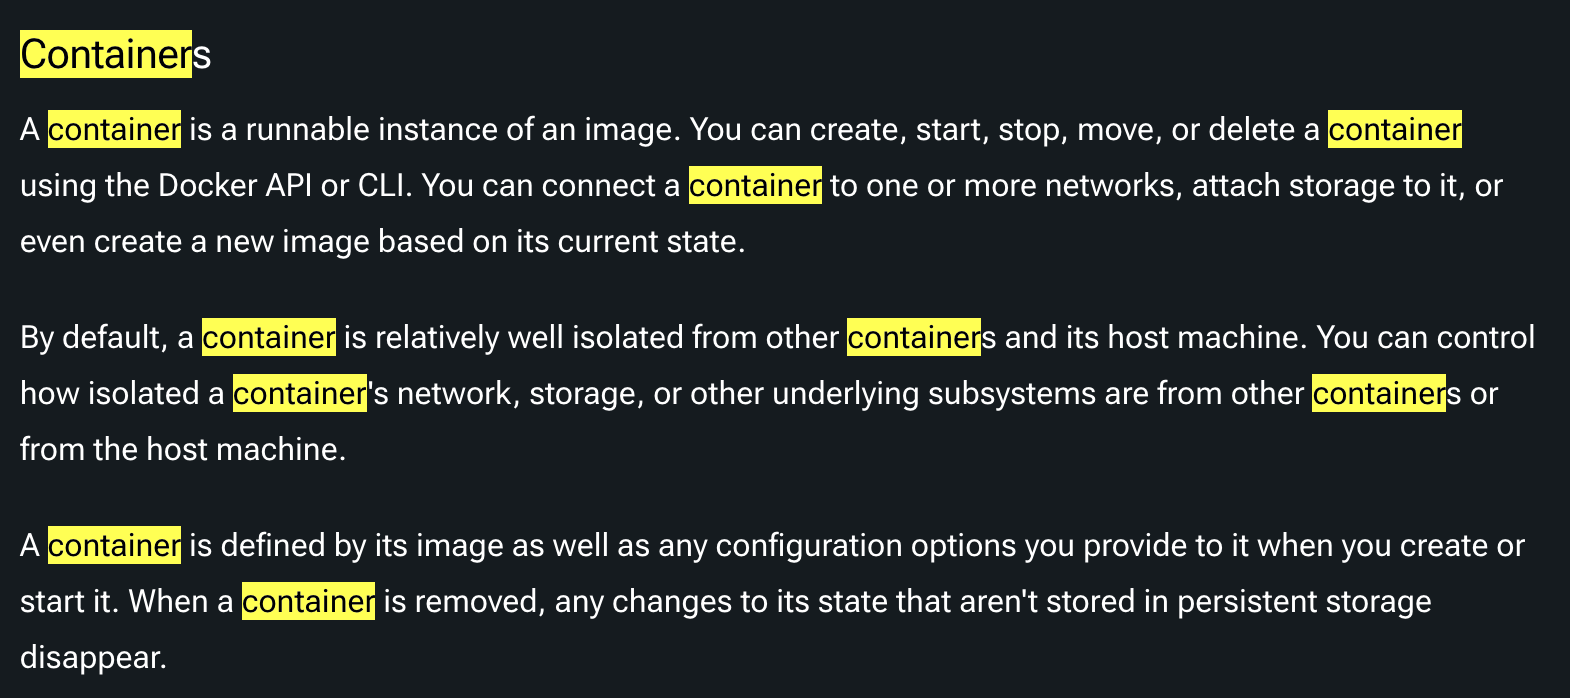 Containers
A container is a runnable instance of an image. You can create, start, stop, move, or delete a container
using the Docker API or CLI. You can connect a container to one or more networks, attach storage to it, or
even create a new image based on its current state.
By default, a container is relatively well isolated from other containers and its host machine. You can control
how isolated a container's network, storage, or other underlying subsystems are from other containers or
from the host machine.
A container is defined by its image as well as any configuration options you provide to it when you create or
start it. When a container is removed, any changes to its state that aren't stored in persistent storage
disappear.